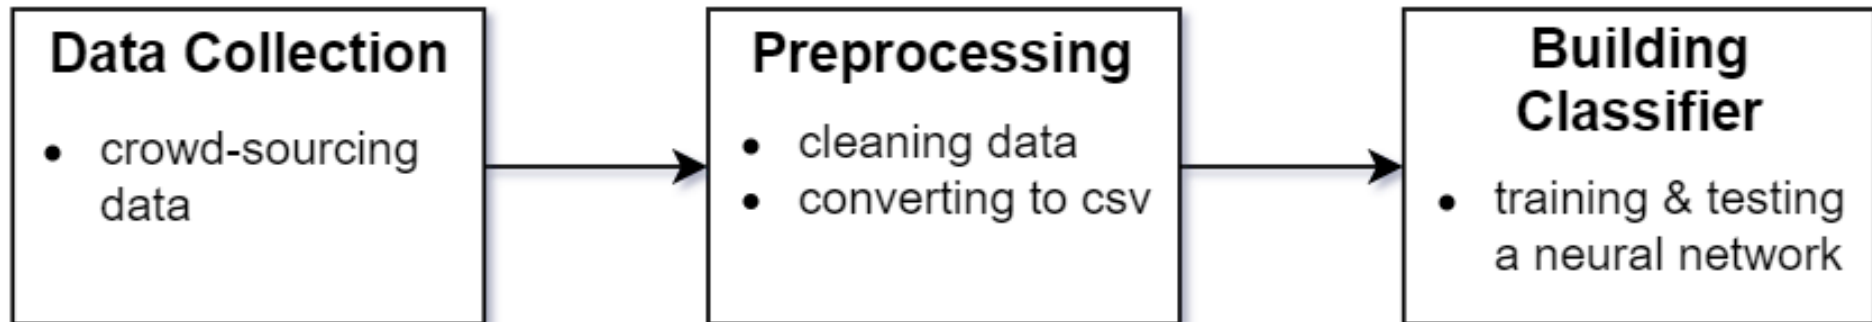 Data Collection
• crowd-sourcing
data
Preprocessing
• cleaning data
• converting to csv
Building
Classifier
• training & testing
a neural network